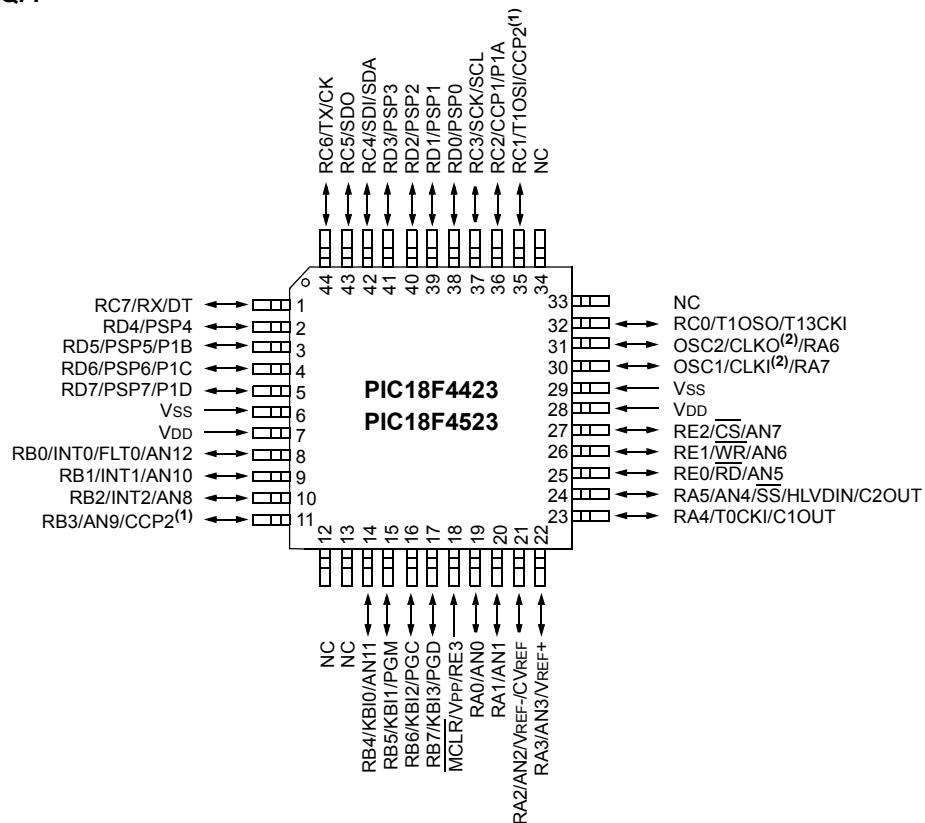 RC6/TX/CK
RC5/SDO
RC4/SDI/SDA
RD3/PSP3
RD2/PSP2
RD1/PSP1
RD0/PSP0
RC3/SCK/SCL
RC2/CCP1/P1A
RC1/T1OSI/CCP2(1)
NC
44
43
42
41
40
39
38
37
36
35
34
RC7/RX/DT 1
RD4/PSP4 2
RD5/PSP5/P1B 3
RD6/PSP6/P1C 4
RD7/PSP7/P1D 5
VSS 6
VDD 7
RB0/INT0/FLT0/AN12 8
RB1/INT1/AN10 9
RB2/INT2/AN8 10
RB3/AN9/CCP2(1) 11
PIC18F4423
PIC18F4523
33 NC
32 RC0/T1OSO/T13CKI
31 OSC2/CLKO(2)/RA6
30 OSC1/CLKI(2)/RA7
29 VSS
28 VDD
27 RE2/CS/AN7
26 RE1/WR/AN6
25 RE0/RD/AN5
24 RA5/AN4/SS/HLVDIN/C2OUT
23 RA4/T0CKI/C1OUT
12
13
14
15
16
17
18
19
20
21
22
NC
NC
RB4/KBI0/AN11
RB5/KBI1/PGM
RB6/KBI2/PGC
RB7/KBI3/PGD
MCLR/VPP/RE3
RA0/AN0
RA1/AN1
RA2/AN2/VREF-/CVREF
RA3/AN3/VREF+